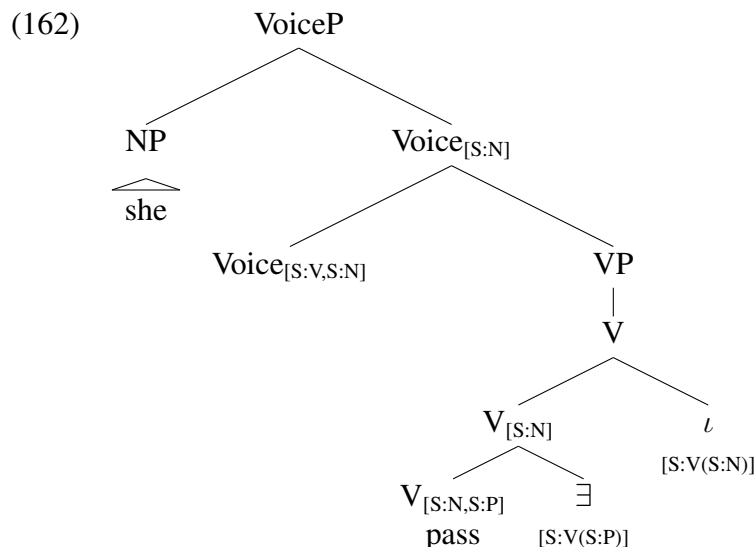 (162) VoiceP
NP Voice[S:N]
she
Voice[S:V,S:N] VP
V
V[S:N] ι
[S:V(S:N)]
V[S:N,S:P] ∃
pass [S:V(S:P)]